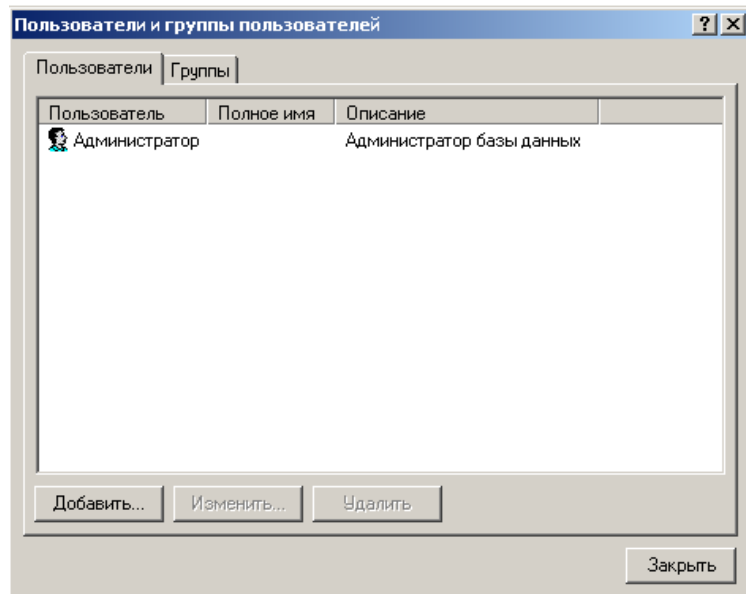 Пользователи и группы пользователей
Пользователи Группы
Пользователь Полное имя Описание
Администратор Администратор базы данных
Добавить... Изменить... Удалить
Закрыть